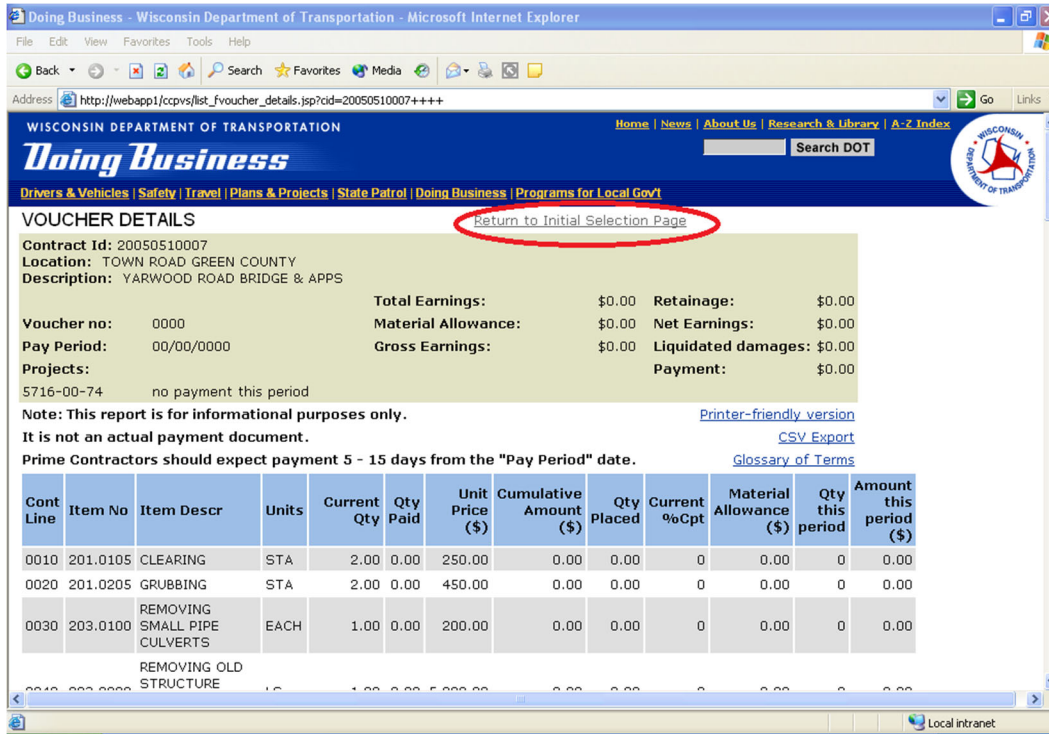 Doing Business - Wisconsin Department of Transportation - Microsoft Internet Explorer
File Edit View Favorites Tools Help
Back Search Favorites Media
Address http://webapp1/ccpvs/list_fvoucher_details.jsp?cid=20050510007++++ Go Links
WISCONSIN DEPARTMENT OF TRANSPORTATION
Home | News | About Us | Research & Library | A-Z Index
Doing Business
Search DOT
WISCONSIN DEPARTMENT OF TRANSPORTATION
Drivers & Vehicles | Safety | Travel | Plans & Projects | State Patrol | Doing Business | Programs for Local Gov't
VOUCHER DETAILS Return to Initial Selection Page
Contract Id: 20050510007
Location: TOWN ROAD GREEN COUNTY
Description: YARWOOD ROAD BRIDGE & APPS
Total Earnings: $0.00 Retainage: $0.00
Voucher no: 0000 Material Allowance: $0.00 Net Earnings: $0.00
Pay Period: 00/00/0000 Gross Earnings: $0.00 Liquidated damages: $0.00
Projects: Payment: $0.00
5716-00-74 no payment this period
Note: This report is for informational purposes only. Printer-friendly version
It is not an actual payment document. CSV Export
Prime Contractors should expect payment 5 - 15 days from the "Pay Period" date. Glossary of Terms
Cont Line Item No Item Descr Units Current Qty Qty Paid Unit Price ($) Cumulative Amount ($) Qty Placed Current %Cpt Material Allowance ($) Qty this period Amount this period ($)
0010 201.0105 CLEARING STA 2.00 0.00 250.00 0.00 0.00 0 0.00 0 0.00
0020 201.0205 GRUBBING STA 2.00 0.00 450.00 0.00 0.00 0 0.00 0 0.00
0030 203.0100 REMOVING SMALL PIPE CULVERTS EACH 1.00 0.00 200.00 0.00 0.00 0 0.00 0 0.00
REMOVING OLD
STRUCTURE
Local intranet